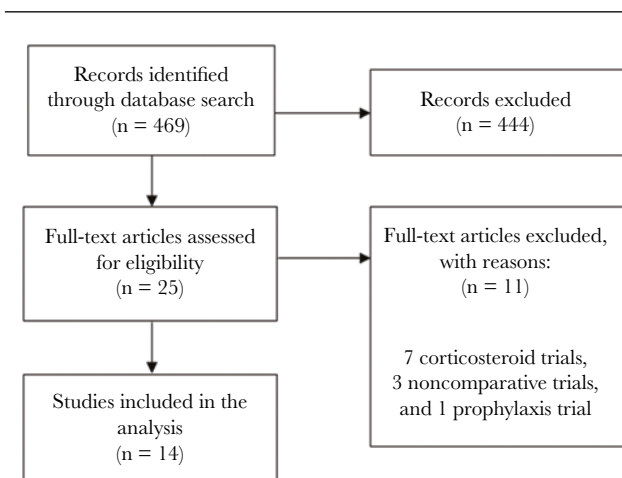 Records identified
through database search
(n = 469)
Records excluded
(n = 444)
Full-text articles assessed
for eligibility
(n = 25)
Full-text articles excluded,
with reasons:
(n = 11)
7 corticosteroid trials,
3 noncomparative trials,
and 1 prophylaxis trial
Studies included in the
analysis
(n = 14)